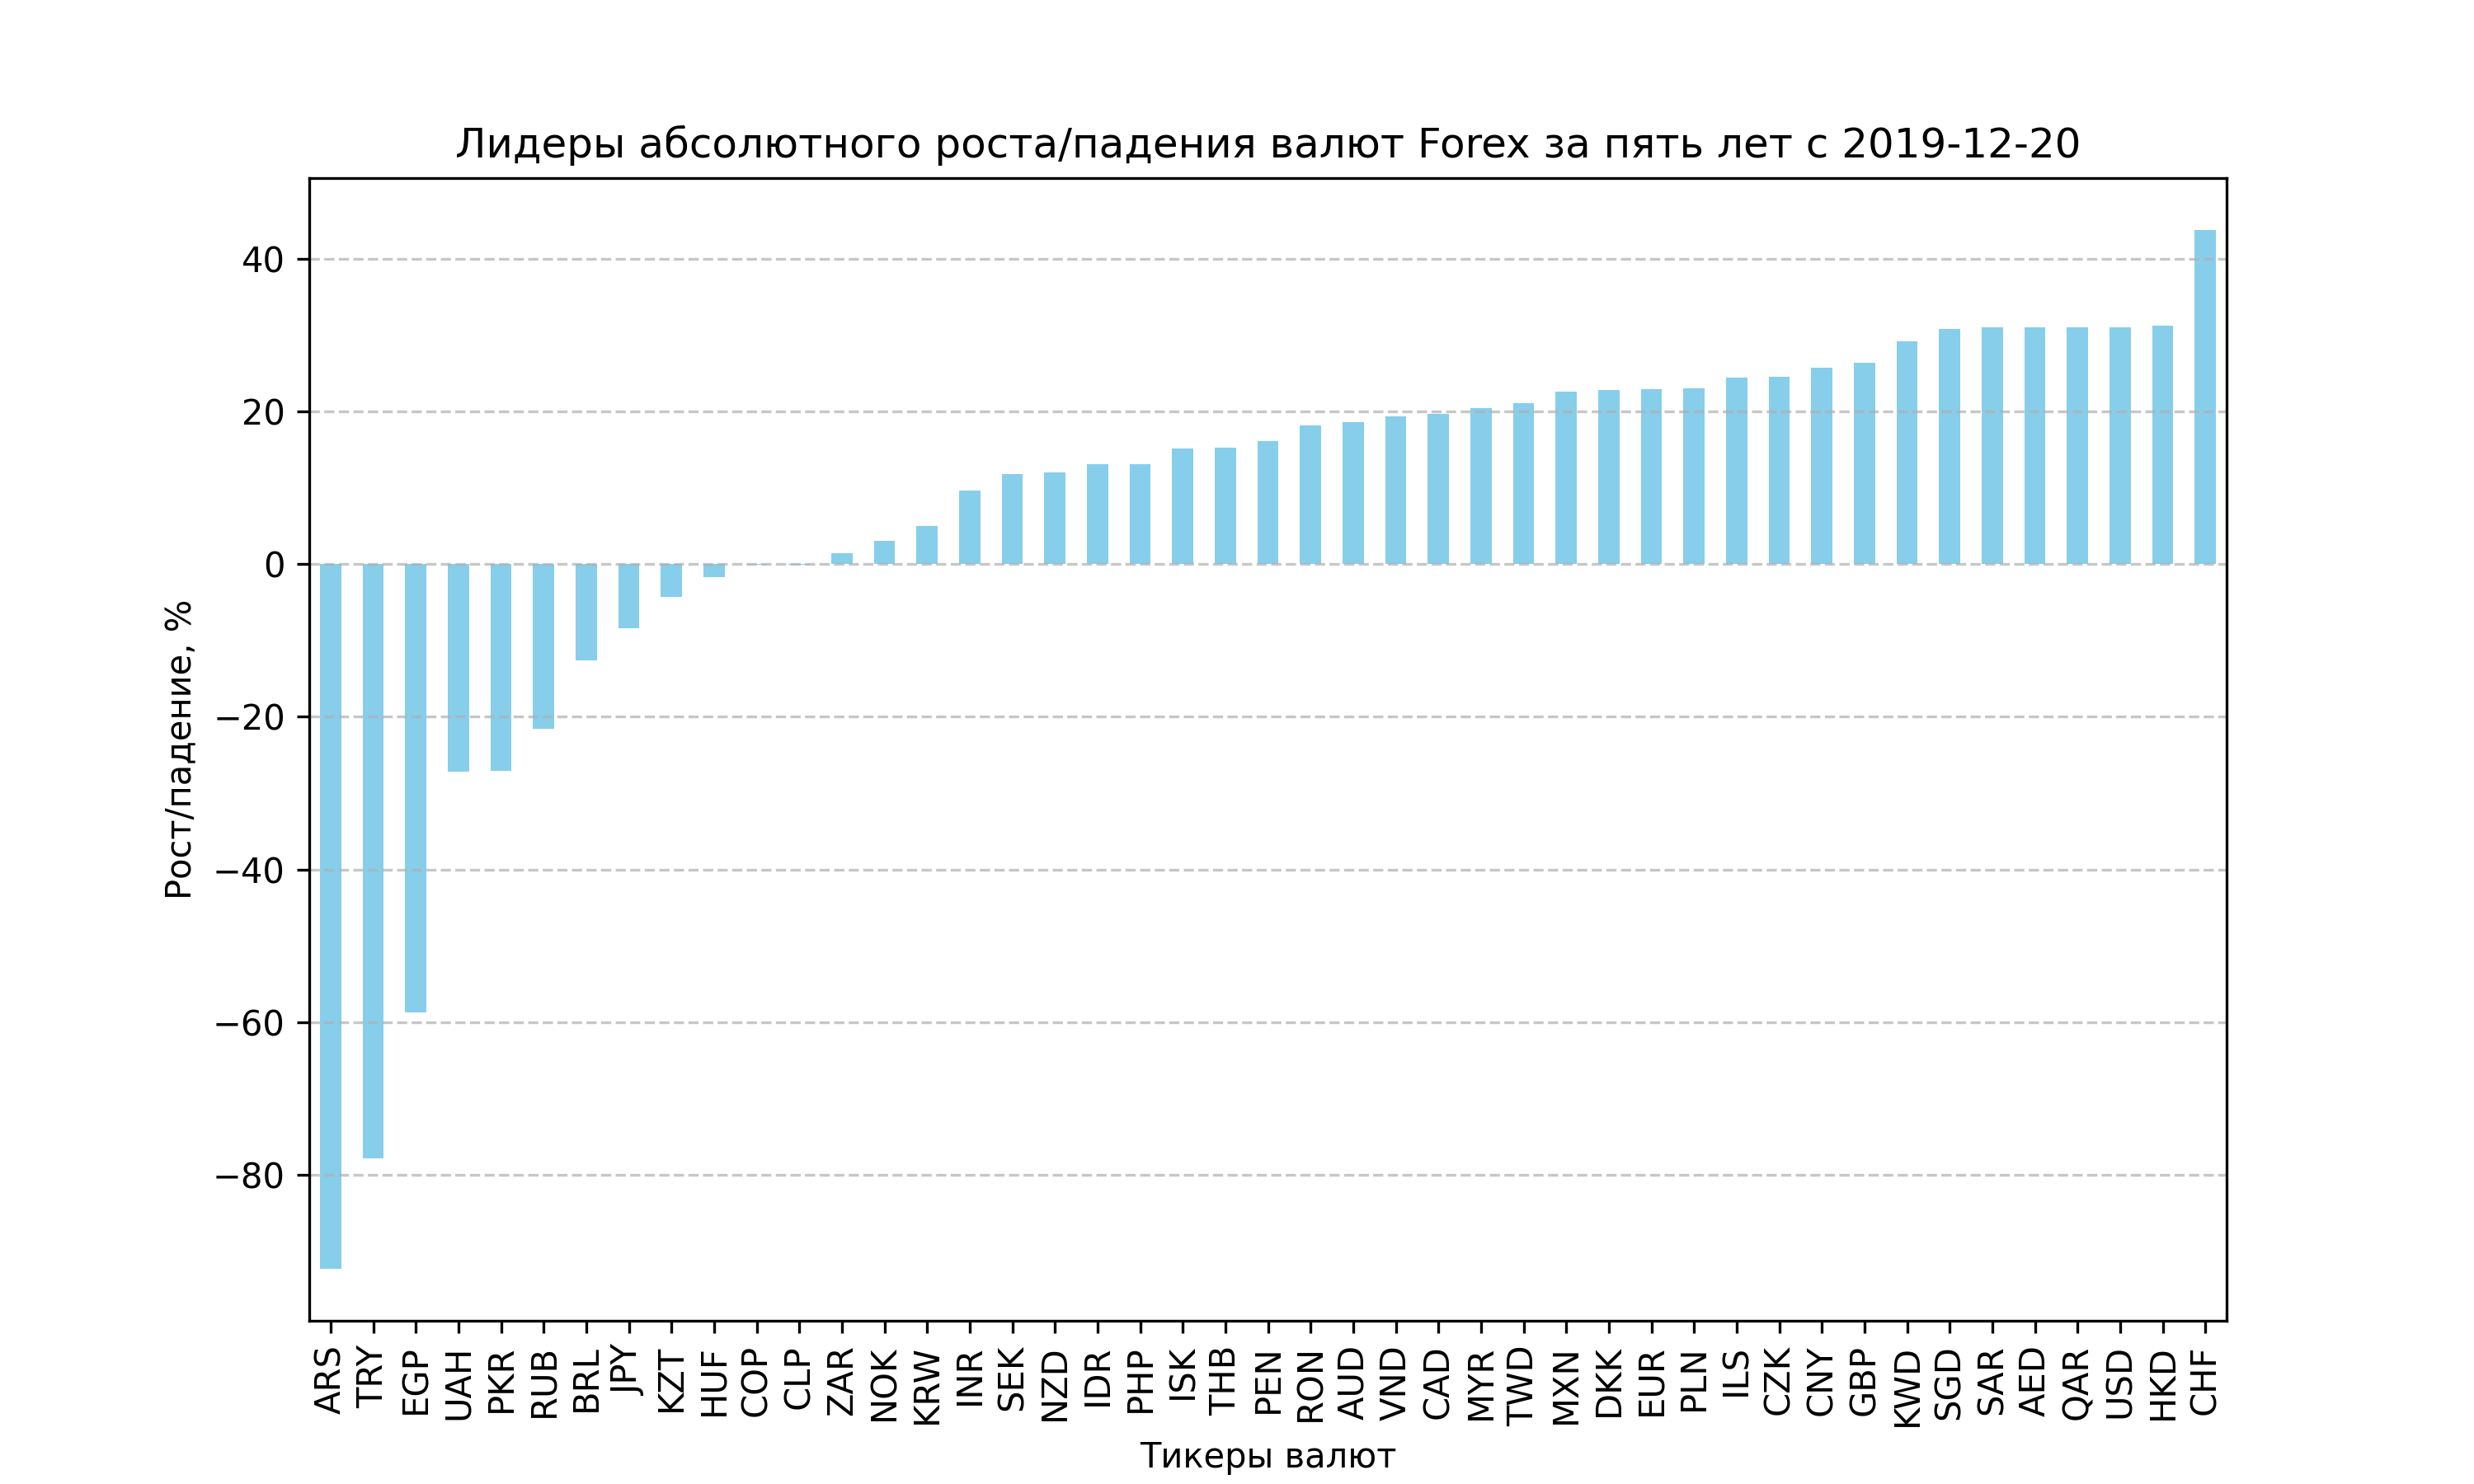 Лидеры абсолютного роста/падения валют Forex за пять лет с 2019-12-20
Рост/падение, %
40
20
0
−20
−40
−60
−80
ARS
TRY
EGP
UAH
PKR
RUB
BRL
JPY
KZT
HUF
COP
CLP
ZAR
NOK
KRW
INR
SEK
NZD
IDR
PHP
ISK
THB
PEN
RON
AUD
VND
CAD
MYR
TWD
MXN
DKK
EUR
PLN
ILS
CZK
CNY
GBP
KWD
SGD
SAR
AED
QAR
USD
HKD
CHF
Тикеры валют